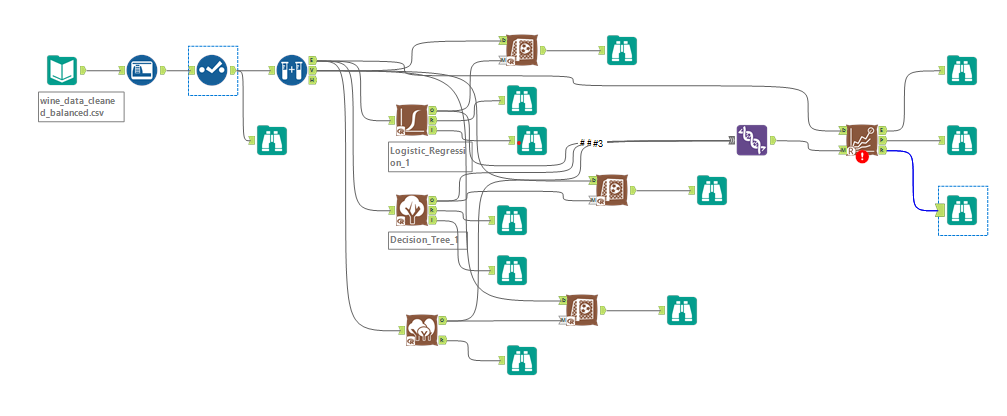 wine_data_cleane
d_balanced.csv
E
V
H
D
M
O
R
I
Logistic_Regressi
on_1
# # #3
D
M
E
R
R
R
!
O
R
I
D
M
Decision_Tree_1
D
M
O
R